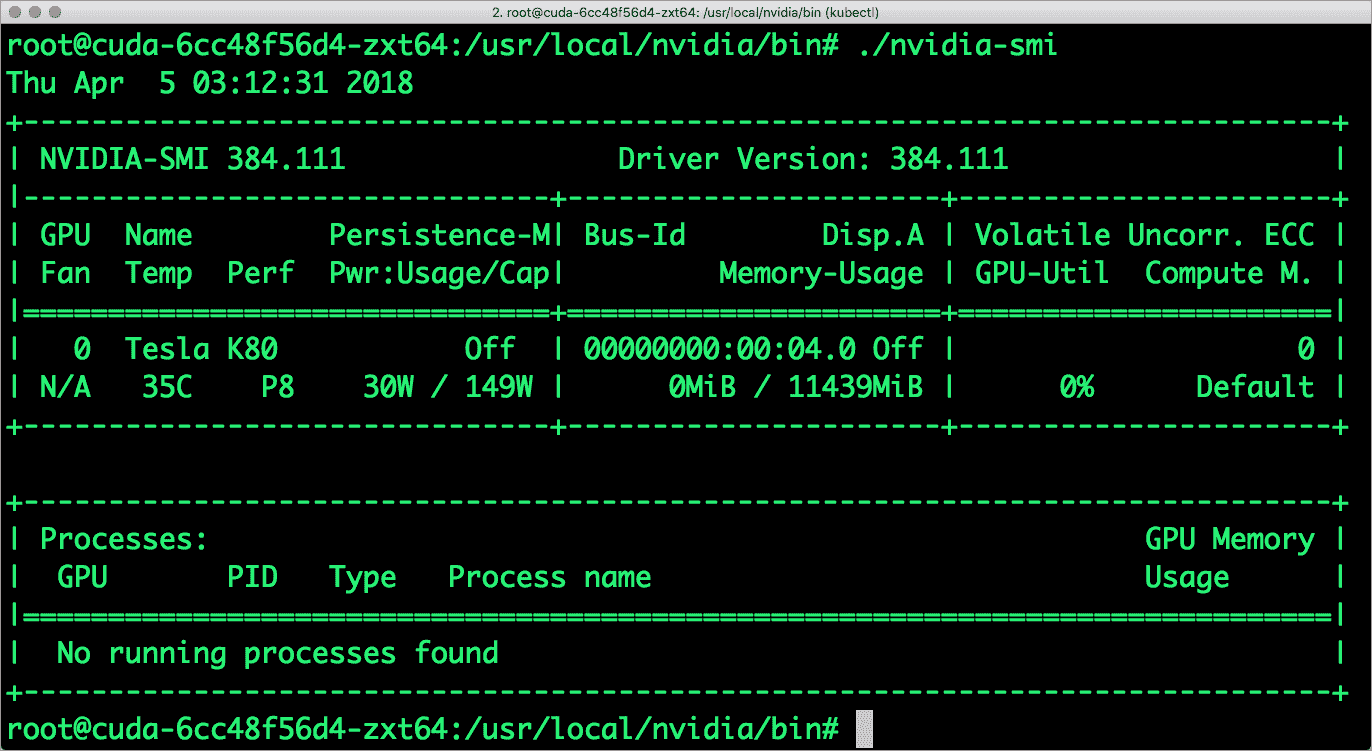 2. root@cuda-6cc48f56d4-zxt64: /usr/local/nvidia/bin (kubectl)
root@cuda-6cc48f56d4-zxt64:/usr/local/nvidia/bin# ./nvidia-smi
Thu Apr  5 03:12:31 2018
+-----------------------------------------------------------------------------+
| NVIDIA-SMI 384.111                Driver Version: 384.111                   |
|-------------------------------+----------------------+----------------------+
| GPU  Name        Persistence-M| Bus-Id        Disp.A | Volatile Uncorr. ECC |
| Fan  Temp  Perf  Pwr:Usage/Cap|         Memory-Usage | GPU-Util  Compute M. |
|===============================+======================+======================|
|   0  Tesla K80           Off  | 00000000:00:04.0 Off |                    0 |
| N/A   35C    P8    30W / 149W |      0MiB / 11439MiB |      0%      Default |
+-------------------------------+----------------------+----------------------+
+-----------------------------------------------------------------------------+
| Processes:                                                       GPU Memory |
|  GPU       PID   Type   Process name                             Usage      |
|=============================================================================|
|  No running processes found                                                 |
+-----------------------------------------------------------------------------+
root@cuda-6cc48f56d4-zxt64:/usr/local/nvidia/bin#